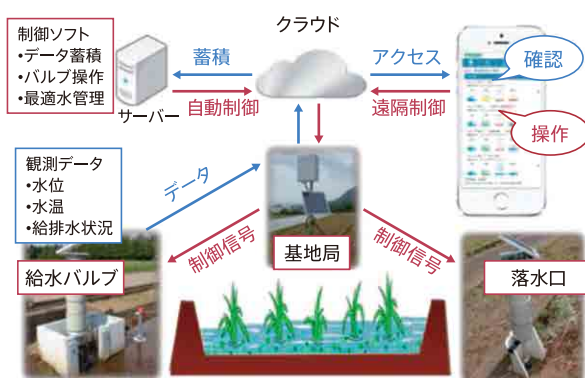 クラウド
制御ソフト
•データ蓄積
•バルブ操作
•最適水管理
サーバー
蓄積
自動制御
アクセス
遠隔制御
確認
操作
観測データ
•水位
•水温
•給排水状況
データ
制御信号
基地局
制御信号
給水バルブ
落水口